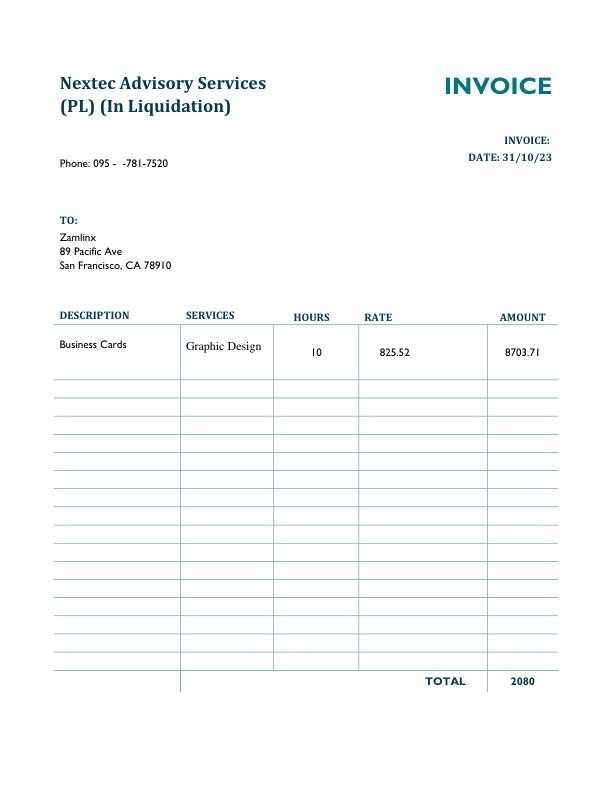 Nextec Advisory Services
(PL) (In Liquidation)
INVOICE
INVOICE:
DATE: 31/10/23
Phone: 095 -  -781-7520
TO:
Zamlinx
89 Pacific Ave
San Francisco, CA 78910
DESCRIPTION SERVICES HOURS RATE AMOUNT
Business Cards Graphic Design 10 825.52 8703.71
TOTAL 2080